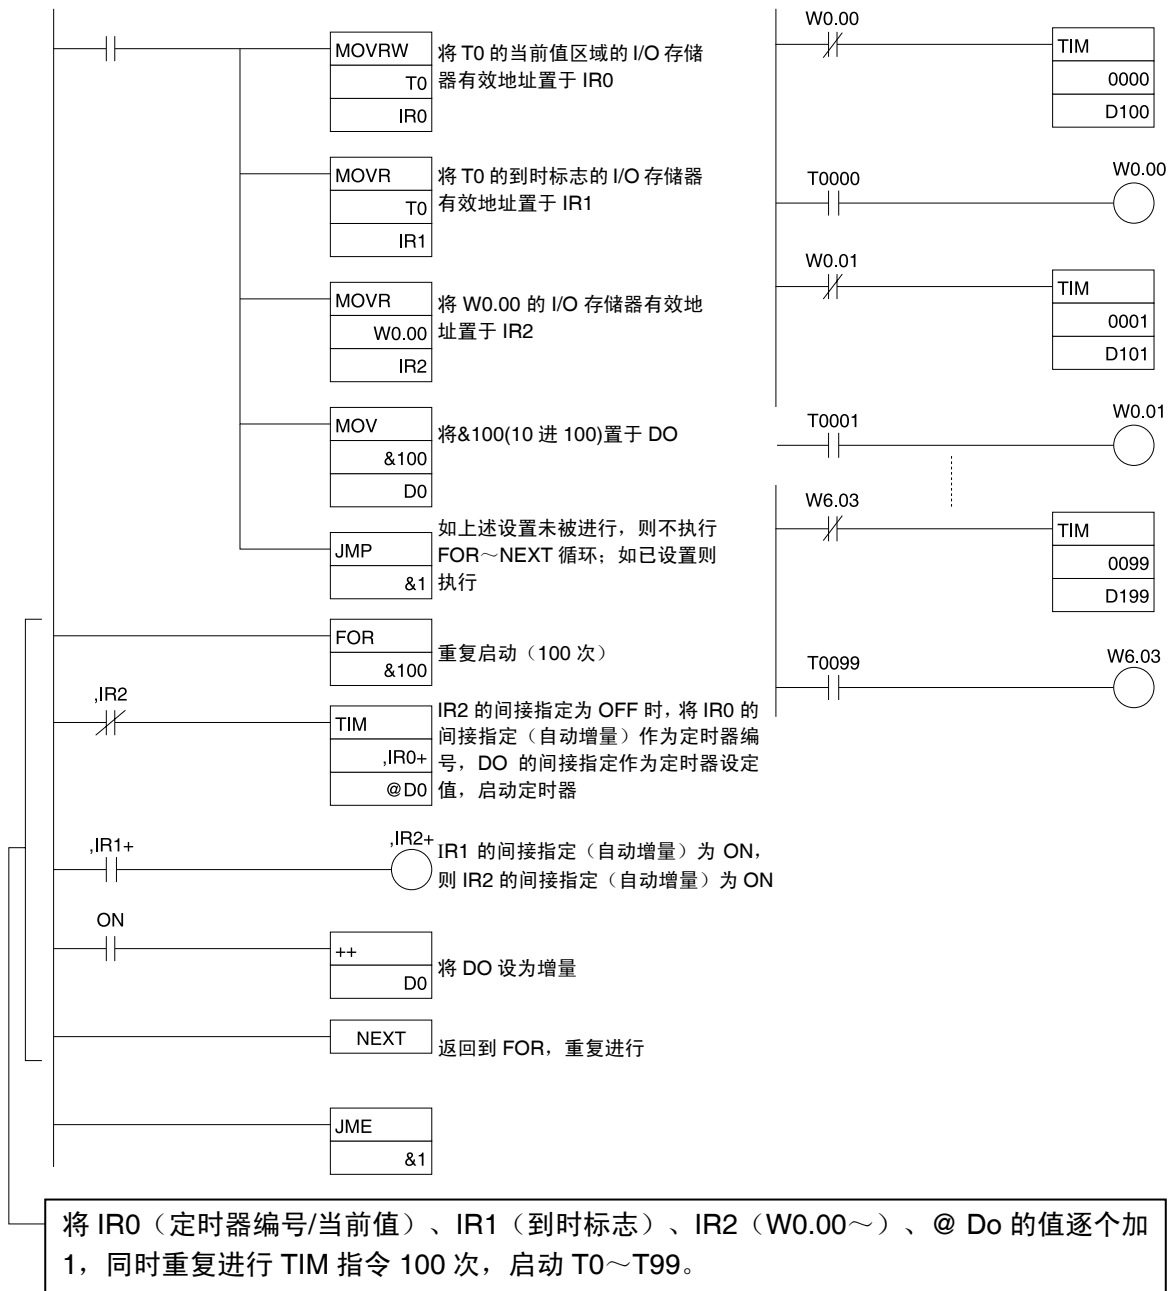 MOVRW
T0
IR0
将 T0 的当前值区域的 I/O 存储
器有效地址置于 IR0
MOVR
T0
IR1
将 T0 的到时标志的 I/O 存储器
有效地址置于 IR1
MOVR
W0.00
IR2
将 W0.00 的 I/O 存储器有效地
址置于 IR2
MOV
&100
D0
将&100(10 进 100)置于 DO
JMP
&1
如上述设置未被进行，则不执行
FOR～NEXT 循环；如已设置则
执行
FOR
&100
重复启动（100 次）
,IR2
TIM
,IR0+
@D0
IR2 的间接指定为 OFF 时，将 IR0 的
间接指定（自动增量）作为定时器编
号，DO 的间接指定作为定时器设定
值，启动定时器
,IR1+
,IR2+
IR1 的间接指定（自动增量）为 ON，
则 IR2 的间接指定（自动增量）为 ON
ON
++
D0
将 DO 设为增量
NEXT
返回到 FOR，重复进行
JME
&1
W0.00
TIM
0000
D100
T0000
W0.00
W0.01
TIM
0001
D101
T0001
W0.01
W6.03
TIM
0099
D199
T0099
W6.03
将 IR0（定时器编号/当前值）、IR1（到时标志）、IR2（W0.00～）、@ Do 的值逐个加
1，同时重复进行 TIM 指令 100 次，启动 T0～T99。